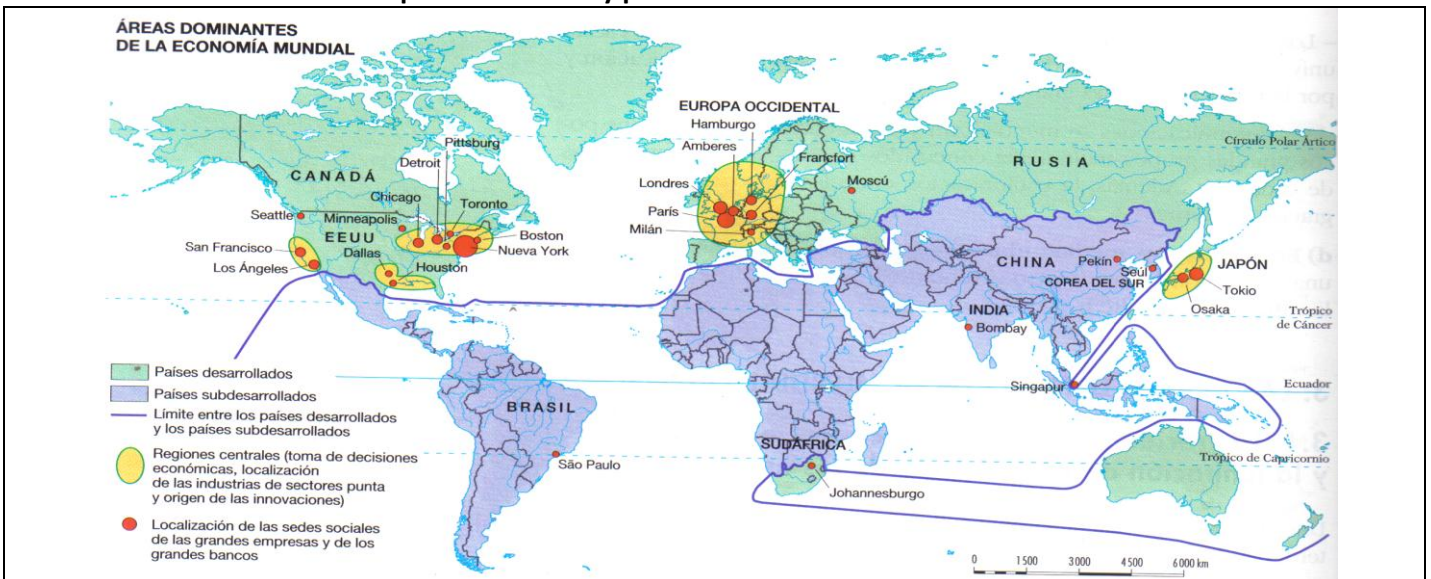 ÁREAS DOMINANTES
DE LA ECONOMÍA MUNDIAL
EUROPA OCCIDENTAL
Hamburgo
Pittsburg
Amberes
Detroit
Francfort
Círculo Polar Ártico
RUSIA
CANADÁ
Chicago
Toronto
Londres
Moscú
Seattle
Minneapolis
París
Boston
EEUU
Milán
Nueva York
San Francisco
Dallas
Houston
Los Ángeles
CHINA
Pekín
Seúl
JAPÓN
COREA DEL SUR
Tokio
Osaka
INDIA
Trópico
de Cáncer
Bombay
Países desarrollados
Singapur
Ecuador
Países subdesarrollados
BRASIL
Límite entre los países desarrollados
y los países subdesarrollados
SUDÁFRICA
Regiones centrales (toma de decisiones
económicas, localización
de las industrias de sectores punta
y origen de las innovaciones)
São Paulo
Trópico de Capricornio
Johannesburgo
Localización de las sedes sociales
de las grandes empresas y de los
grandes bancos
0 1500 3000 4500 6000 km